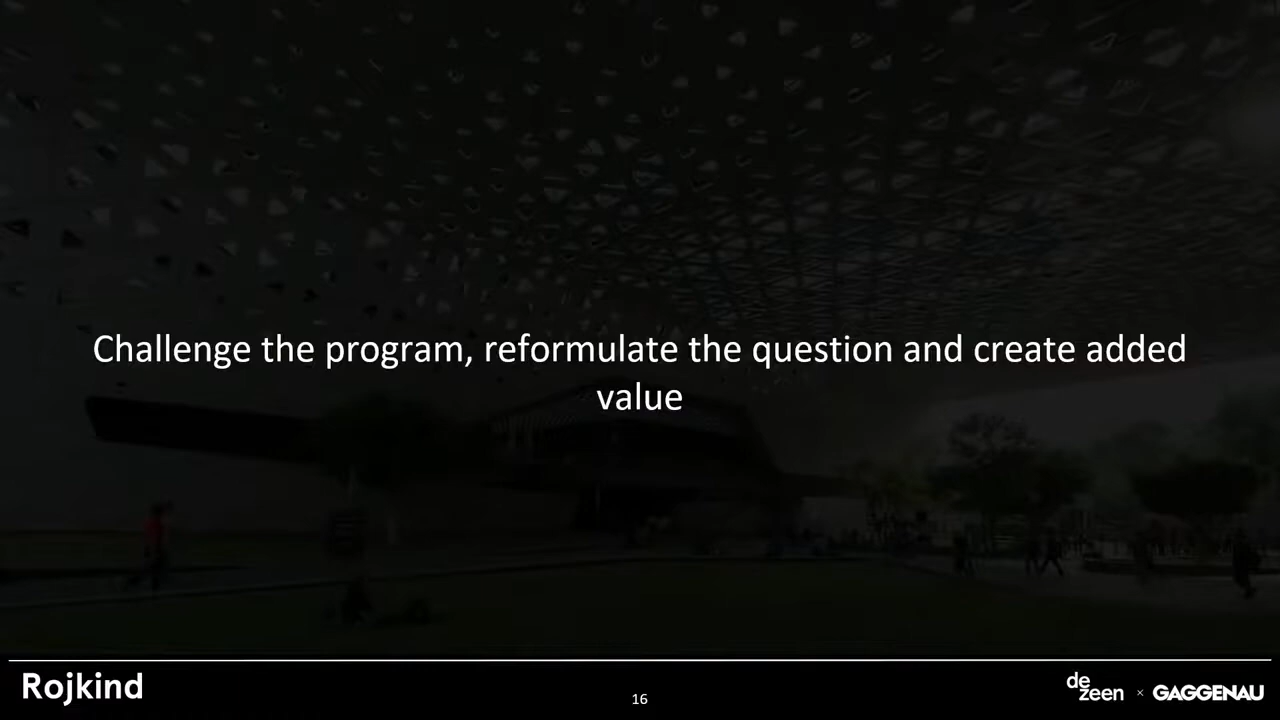 Challenge the program, reformulate the question and create added
value
Rojkind
16
de
zeen × GAGGENAU